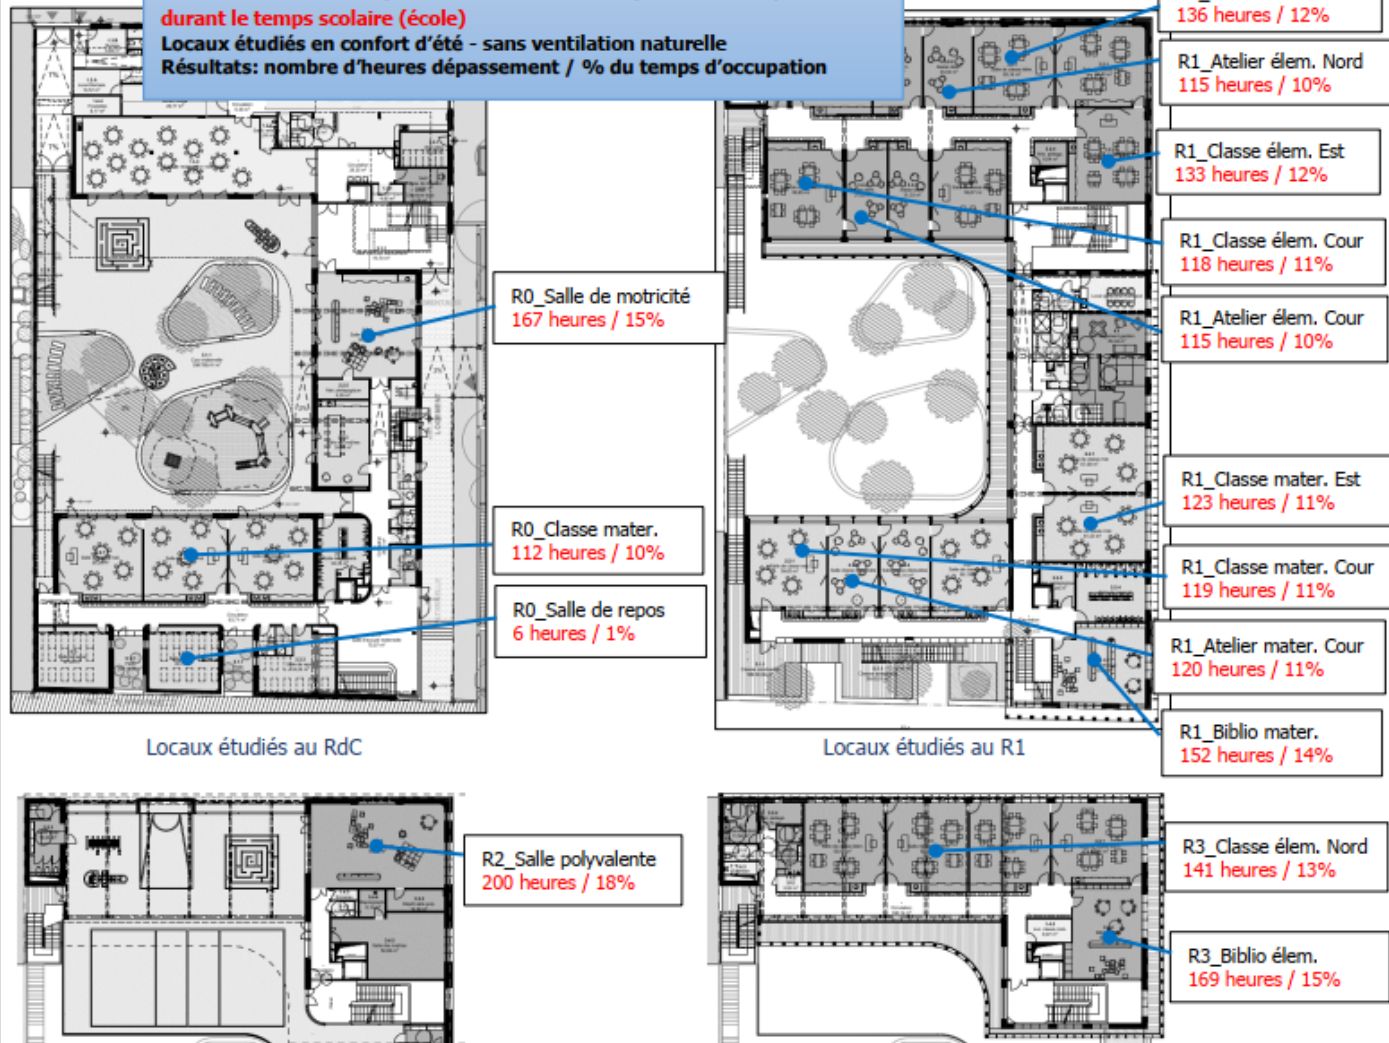 durant le temps scolaire (école)
Locaux étudiés en confort d'été - sans ventilation naturelle
Résultats: nombre d'heures dépassement / % du temps d'occupation
136 heures / 12%
R1_Atelier élem. Nord
115 heures / 10%
R1_Classe élem. Est
133 heures / 12%
R1_Classe élem. Cour
118 heures / 11%
R1_Atelier élem. Cour
115 heures / 10%
R0_Salle de motricité
167 heures / 15%
R0_Classe mater.
112 heures / 10%
R0_Salle de repos
6 heures / 1%
R1_Classe mater. Est
123 heures / 11%
R1_Classe mater. Cour
119 heures / 11%
R1_Atelier mater. Cour
120 heures / 11%
R1_Biblio mater.
152 heures / 14%
Locaux étudiés au RdC
Locaux étudiés au R1
R2_Salle polyvalente
200 heures / 18%
R3_Classe élem. Nord
141 heures / 13%
R3_Biblio élem.
169 heures / 15%